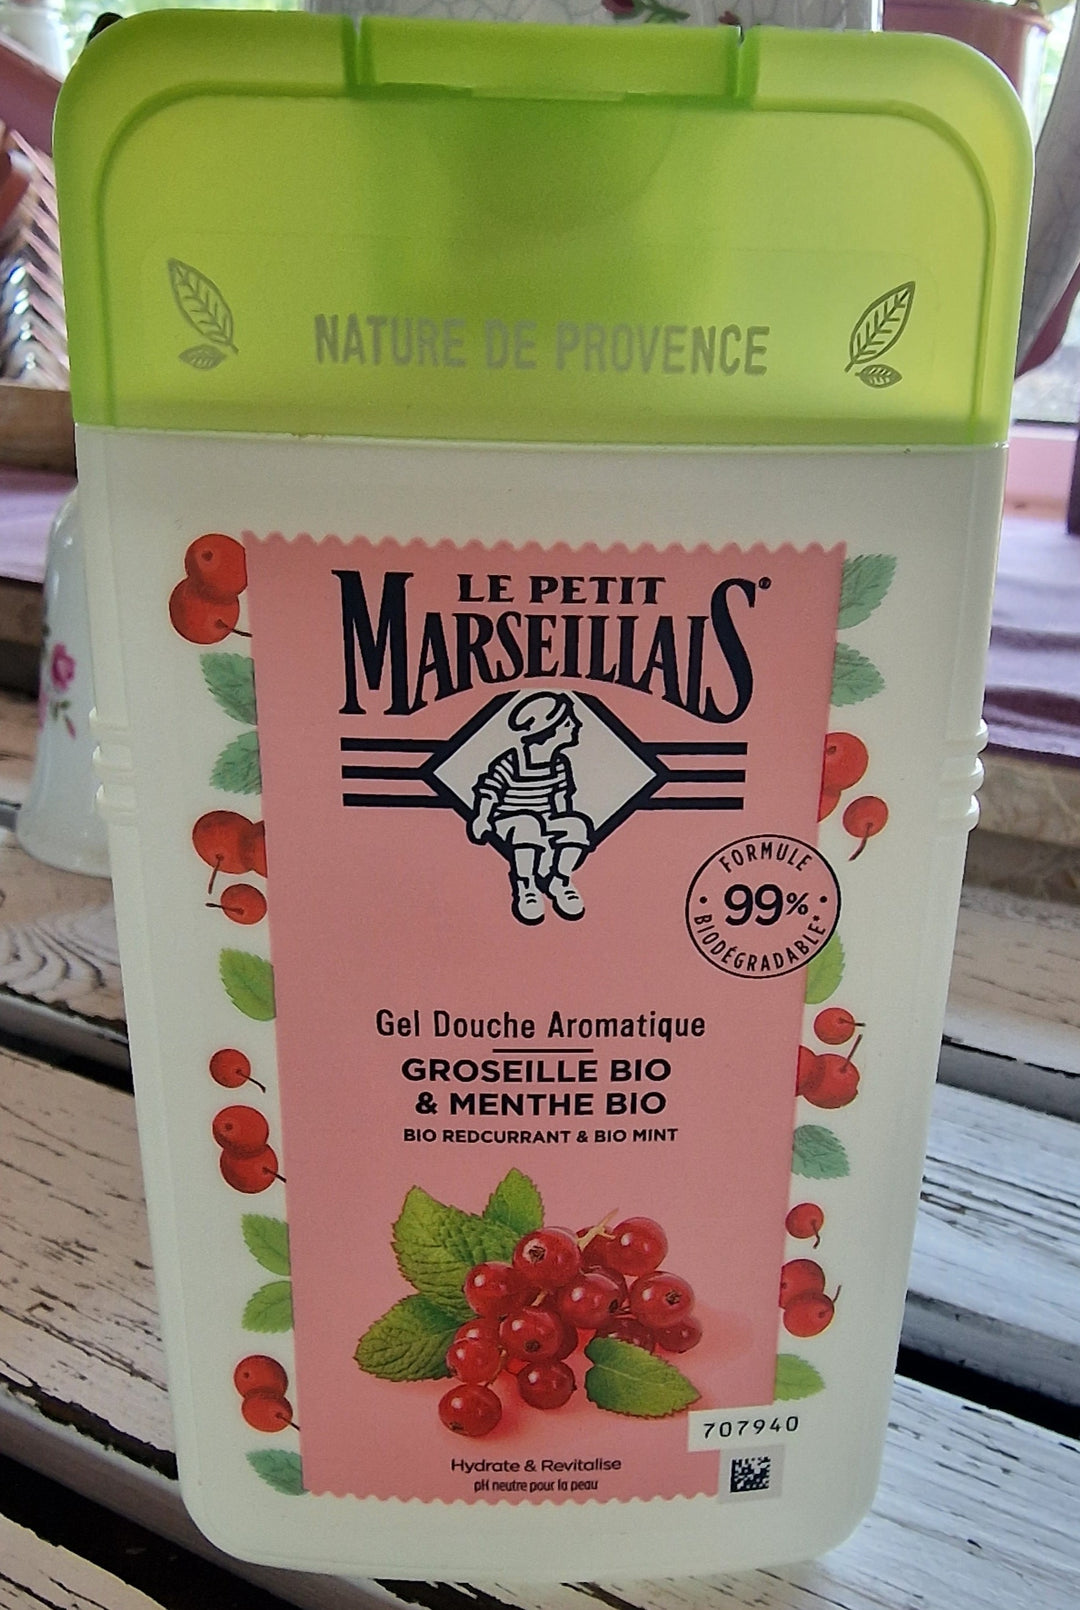 NATURE DE PROVENCE
LE PETIT
MARSEILLAIS®
FORMULE
99%
BIODÉGRADABLE*
Gel Douche Aromatique
GROSEILLE BIO
& MENTHE BIO
BIO REDCURRANT & BIO MINT
707940
Hydrate & Revitalise
pH neutre pour la peau